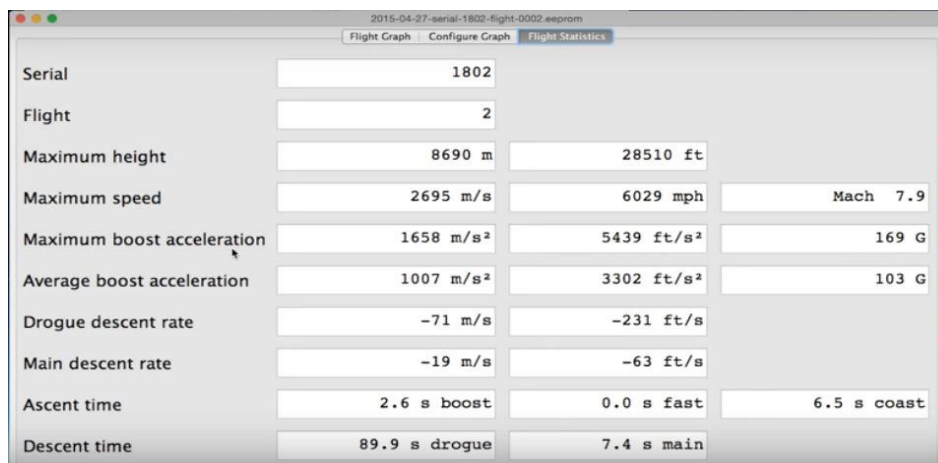 2015-04-27-serial-1802-flight-0002.eeprom
Flight Graph Configure Graph Flight Statistics
Serial 1802
Flight 2
Maximum height 8690 m 28510 ft
Maximum speed 2695 m/s 6029 mph Mach 7.9
Maximum boost acceleration 1658 m/s² 5439 ft/s² 169 G
Average boost acceleration 1007 m/s² 3302 ft/s² 103 G
Drogue descent rate -71 m/s -231 ft/s
Main descent rate -19 m/s -63 ft/s
Ascent time 2.6 s boost 0.0 s fast 6.5 s coast
Descent time 89.9 s drogue 7.4 s main